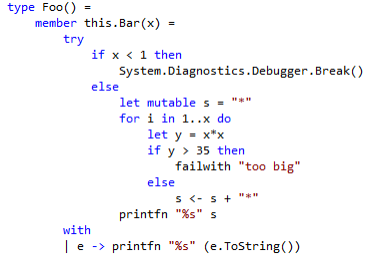 type Foo() =
    member this.Bar(x) =
        try
            if x < 1 then
                System.Diagnostics.Debugger.Break()
            else
                let mutable s = "*"
                for i in 1..x do
                    let y = x*x
                    if y > 35 then
                        failwith "too big"
                    else
                        s <- s + "*"
                printfn "%s" s
        with
        | e -> printfn "%s" (e.ToString())